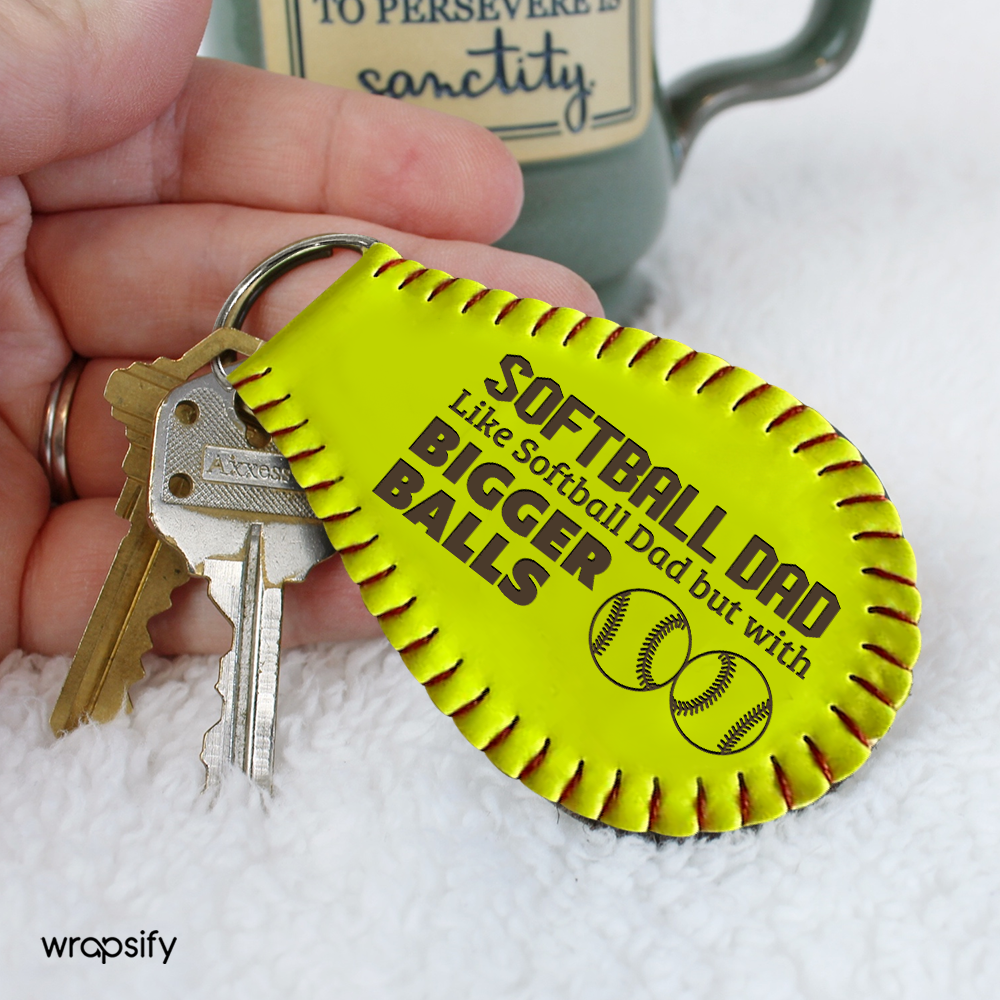 TO PERSEVERE IS
sanctity.
Axxess
SOFTBALL DAD
Like Softball Dad but with
BIGGER
BALLS
wrapsify